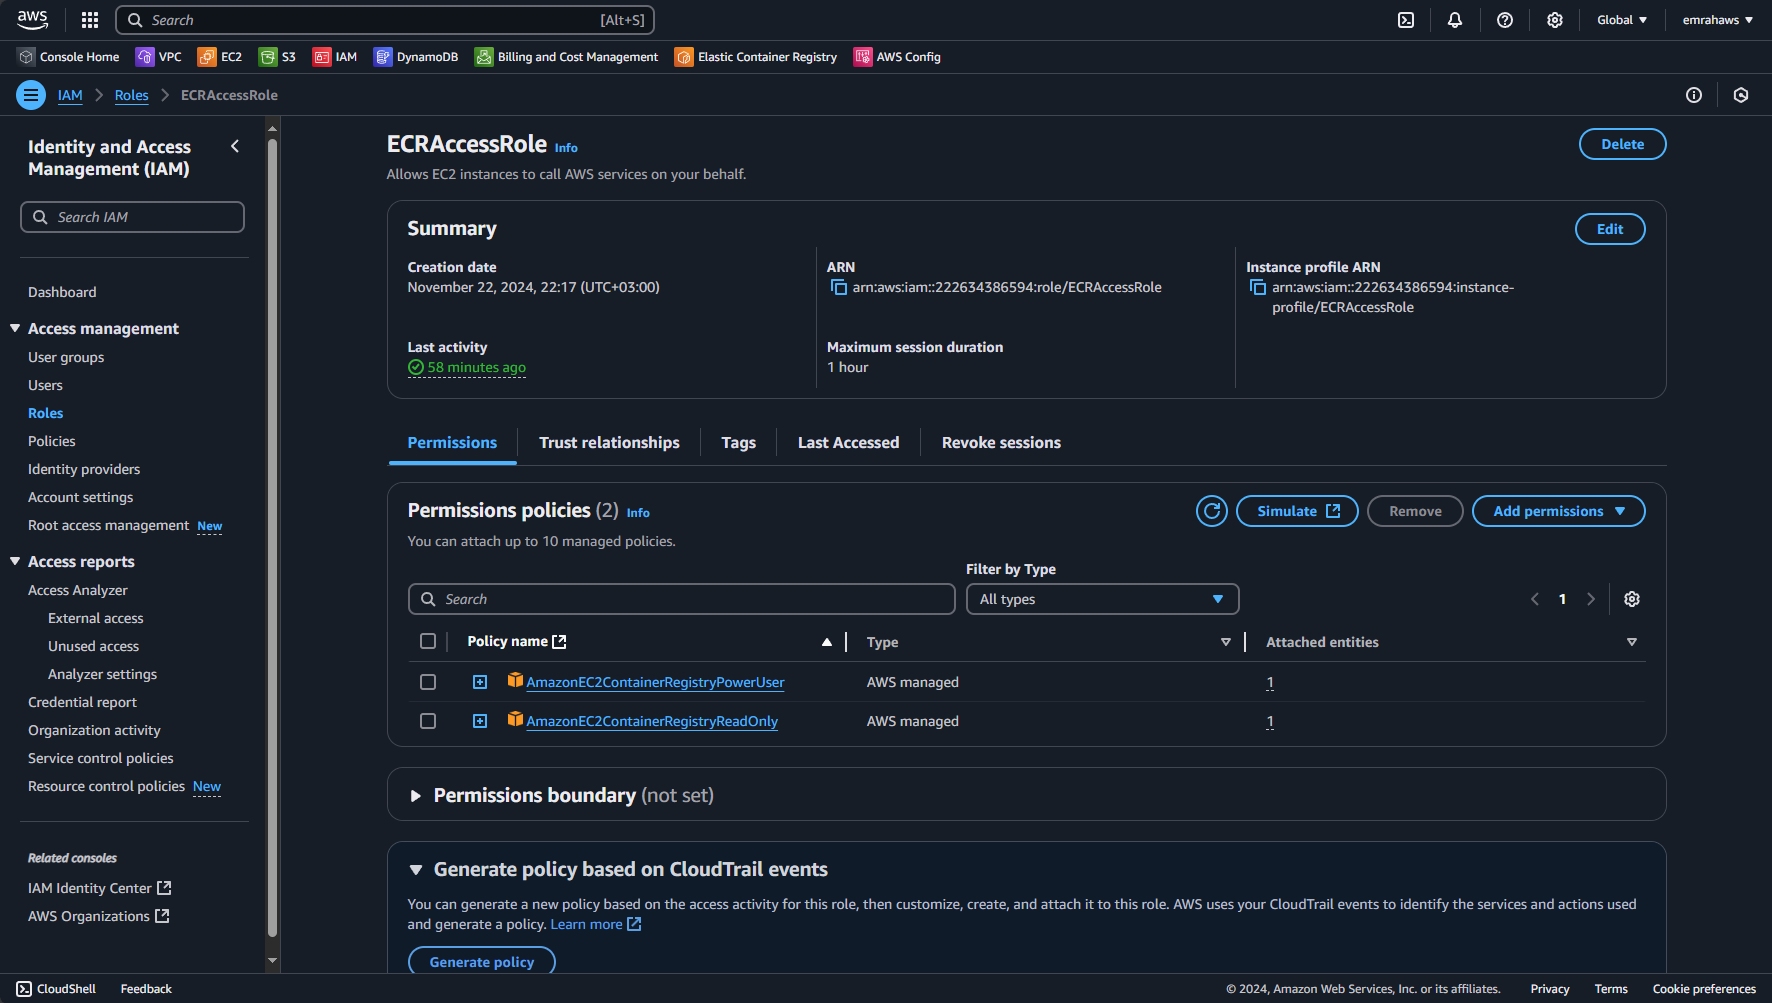 aws
Search [Alt+S]
Global
emrahaws
Console Home
VPC
EC2
S3
IAM
DynamoDB
Billing and Cost Management
Elastic Container Registry
AWS Config
IAM
Roles
ECRAccessRole
Identity and Access
Management (IAM)
Search IAM
Dashboard
Access management
User groups
Users
Roles
Policies
Identity providers
Account settings
Root access management New
Access reports
Access Analyzer
External access
Unused access
Analyzer settings
Credential report
Organization activity
Service control policies
Resource control policies New
Related consoles
IAM Identity Center
AWS Organizations
ECRAccessRole Info
Delete
Allows EC2 instances to call AWS services on your behalf.
Summary
Edit
Creation date
November 22, 2024, 22:17 (UTC+03:00)
ARN
arn:aws:iam::222634386594:role/ECRAccessRole
Instance profile ARN
arn:aws:iam::222634386594:instance-
profile/ECRAccessRole
Last activity
58 minutes ago
Maximum session duration
1 hour
Permissions
Trust relationships
Tags
Last Accessed
Revoke sessions
Permissions policies (2) Info
Simulate
Remove
Add permissions
You can attach up to 10 managed policies.
Filter by Type
Search
All types
1
Policy name
Type
Attached entities
AmazonEC2ContainerRegistryPowerUser
AWS managed
1
AmazonEC2ContainerRegistryReadOnly
AWS managed
1
Permissions boundary (not set)
Generate policy based on CloudTrail events
You can generate a new policy based on the access activity for this role, then customize, create, and attach it to this role. AWS uses your CloudTrail events to identify the services and actions used
and generate a policy. Learn more
Generate policy
CloudShell
Feedback
© 2024, Amazon Web Services, Inc. or its affiliates.
Privacy
Terms
Cookie preferences